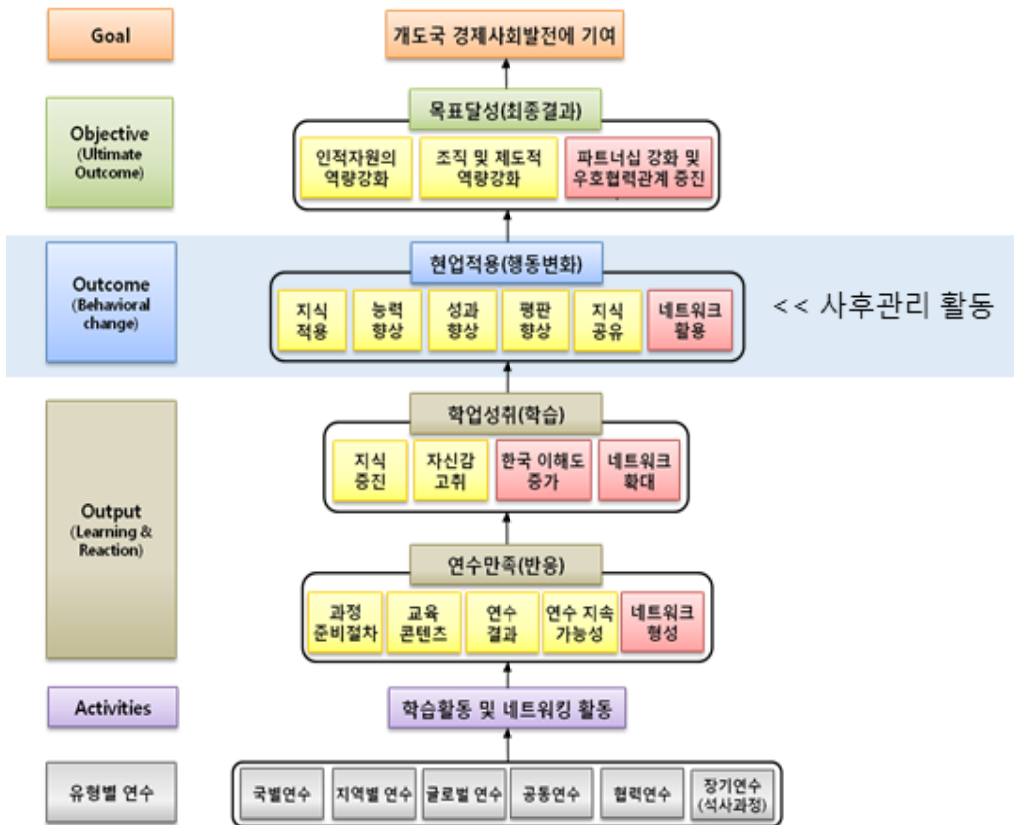 Goal
개도국 경제사회발전에 기여
Objective
(Ultimate
Outcome)
목표달성(최종결과)
인적자원의
역량강화
조직 및 제도적
역량강화
파트너십 강화 및
우호협력관계 증진
Outcome
(Behavioral
change)
현업적용(행동변화)
지식
적용
능력
향상
성과
향상
평판
향상
지식
공유
네트워크
활용
<< 사후관리 활동
Output
(Learning &
Reaction)
학업성취(학습)
지식
증진
자신감
고취
한국 이해도
증가
네트워크
확대
연수만족(반응)
과정
준비절차
교육
콘텐츠
연수
결과
연수 지속
가능성
네트워크
형성
Activities
학습활동 및 네트워킹 활동
유형별 연수
국별연수
지역별 연수
글로벌 연수
공동연수
협력연수
장기연수
(석사과정)